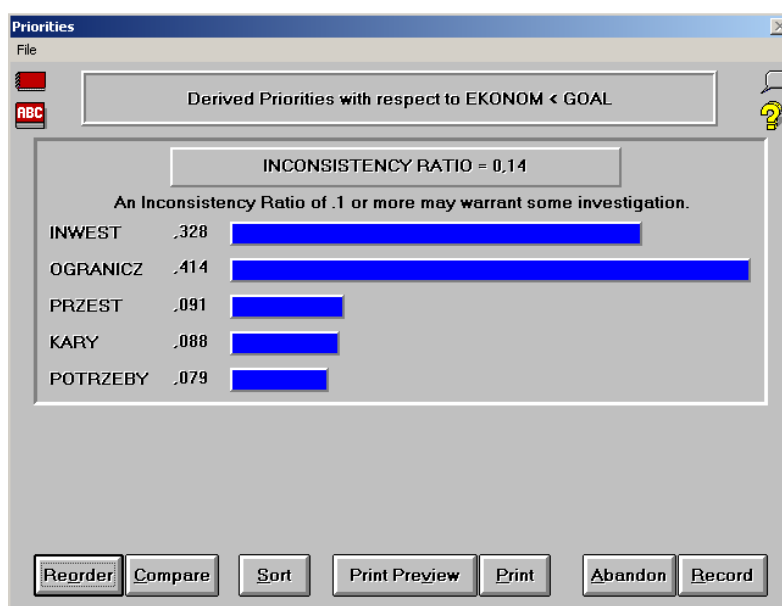 Priorities
File
ABC
Derived Priorities with respect to EKONOM < GOAL
INCONSISTENCY RATIO = 0,14
An Inconsistency Ratio of .1 or more may warrant some investigation.
INWEST ,328
OGRANICZ ,414
PRZEST ,091
KARY ,088
POTRZEBY ,079
Reorder Compare Sort Print Preview Print Abandon Record